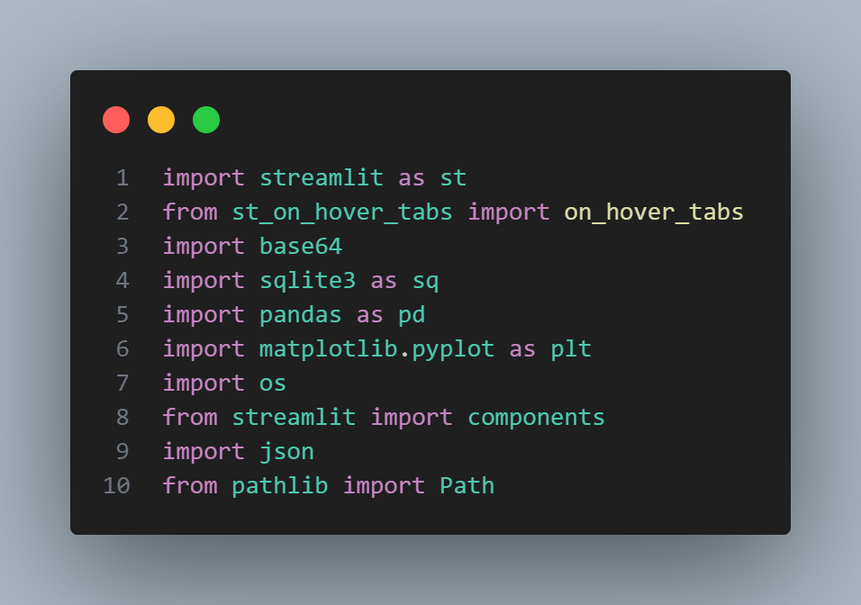 1 import streamlit as st
2 from st_on_hover_tabs import on_hover_tabs
3 import base64
4 import sqlite3 as sq
5 import pandas as pd
6 import matplotlib.pyplot as plt
7 import os
8 from streamlit import components
9 import json
10 from pathlib import Path